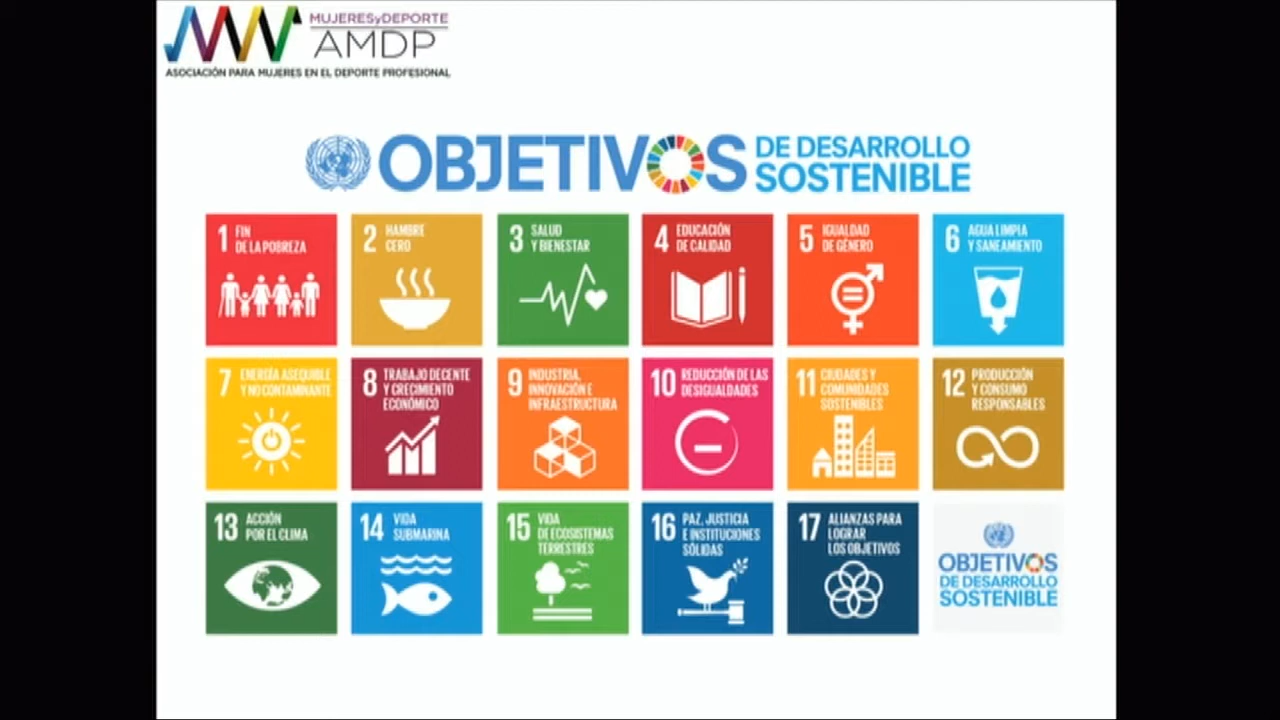 MUJERESyDEPORTE
AMDP
ASOCIACIÓN PARA MUJERES EN EL DEPORTE PROFESIONAL
OBJETIVOS
DE DESARROLLO
SOSTENIBLE
1 FIN
DE LA POBREZA
2 HAMBRE
CERO
3 SALUD
Y BIENESTAR
4 EDUCACIÓN
DE CALIDAD
5 IGUALDAD
DE GÉNERO
6 AGUA LIMPIA
Y SANEAMIENTO
7 ENERGÍA ASEQUIBLE
Y NO CONTAMINANTE
8 TRABAJO DECENTE
Y CRECIMIENTO
ECONÓMICO
9 INDUSTRIA,
INNOVACIÓN E
INFRAESTRUCTURA
10 REDUCCIÓN DE LAS
DESIGUALDADES
11 CIUDADES Y
COMUNIDADES
SOSTENIBLES
12 PRODUCCIÓN
Y CONSUMO
RESPONSABLES
13 ACCIÓN
POR EL CLIMA
14 VIDA
SUBMARINA
15 VIDA
DE ECOSISTEMAS
TERRESTRES
16 PAZ, JUSTICIA
E INSTITUCIONES
SÓLIDAS
17 ALIANZAS PARA
LOGRAR
LOS OBJETIVOS
OBJETIVOS
DE DESARROLLO
SOSTENIBLE